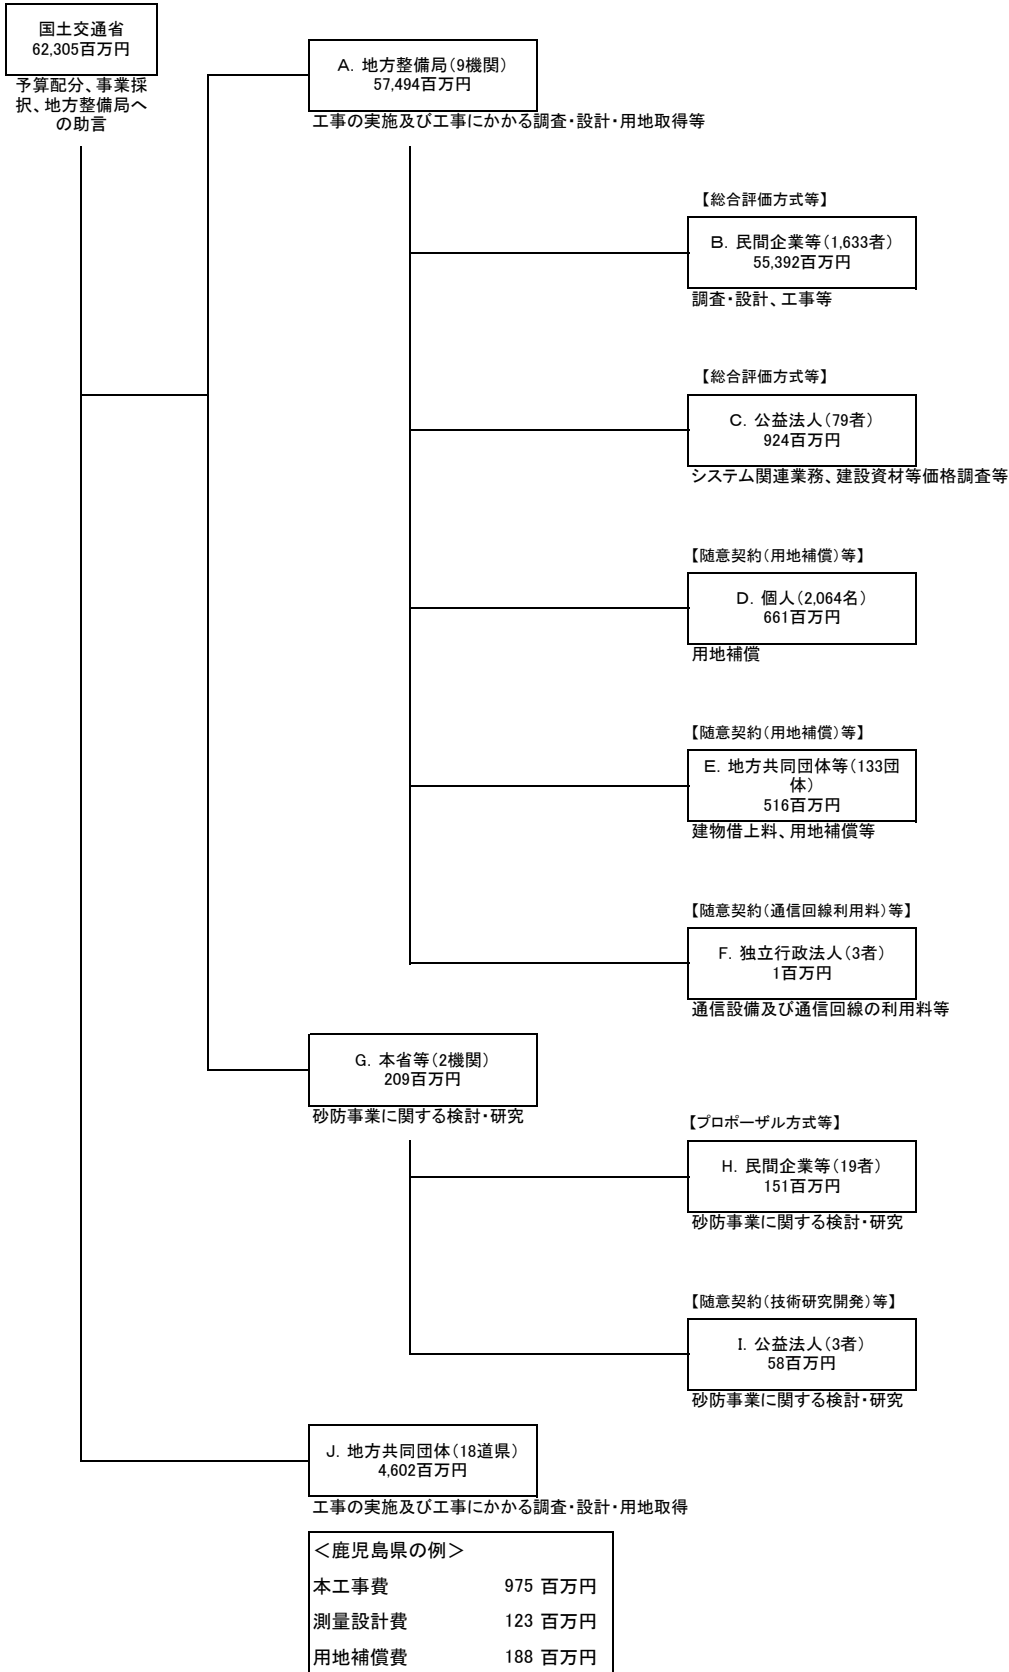 国土交通省
62,305百万円
予算配分、事業採
択、地方整備局へ
の助言
A. 地方整備局(9機関)
57,494百万円
工事の実施及び工事にかかる調査・設計・用地取得等
【総合評価方式等】
B. 民間企業等(1,633者)
55,392百万円
調査・設計、工事等
【総合評価方式等】
C. 公益法人(79者)
924百万円
システム関連業務、建設資材等価格調査等
【随意契約(用地補償)等】
D. 個人(2,064名)
661百万円
用地補償
【随意契約(用地補償)等】
E. 地方共同団体等(133団
体)
516百万円
建物借上料、用地補償等
【随意契約(通信回線利用料)等】
F. 独立行政法人(3者)
1百万円
通信設備及び通信回線の利用料等
G. 本省等(2機関)
209百万円
砂防事業に関する検討・研究
【プロポーザル方式等】
H. 民間企業等(19者)
151百万円
砂防事業に関する検討・研究
【随意契約(技術研究開発)等】
I. 公益法人(3者)
58百万円
砂防事業に関する検討・研究
J. 地方共同団体(18道県)
4,602百万円
工事の実施及び工事にかかる調査・設計・用地取得
<鹿児島県の例>
本工事費 975 百万円
測量設計費 123 百万円
用地補償費 188 百万円